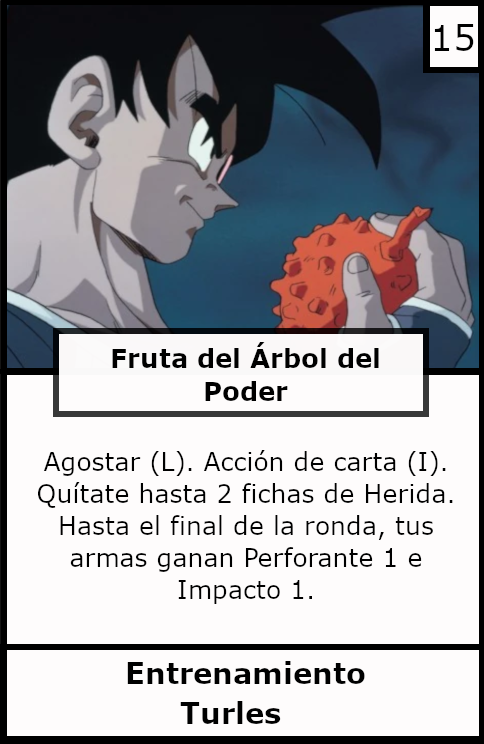 15
Fruta del Árbol del
Poder
Agostar (L). Acción de carta (I).
Quítate hasta 2 fichas de Herida.
Hasta el final de la ronda, tus
armas ganan Perforante 1 e
Impacto 1.
Entrenamiento
Turles